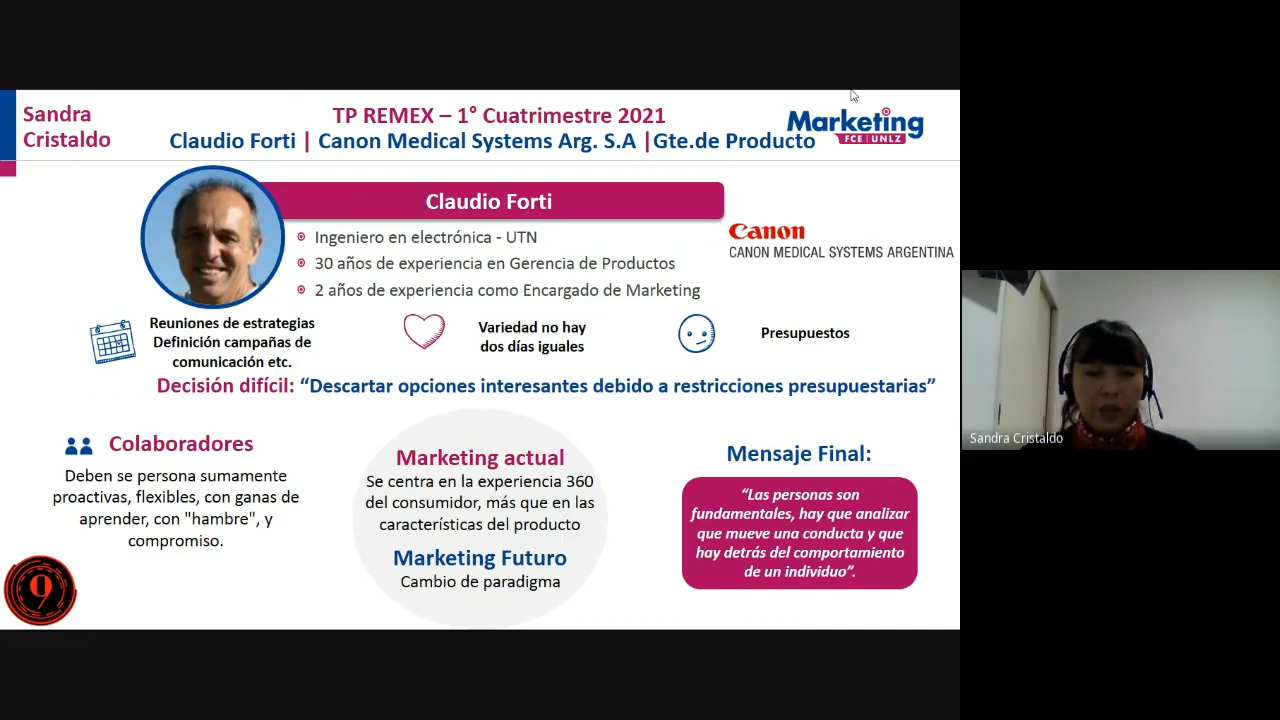 Sandra
Cristaldo
TP REMEX – 1° Cuatrimestre 2021
Claudio Forti | Canon Medical Systems Arg. S.A |Gte.de Producto
Marketing
FCE | UNLZ
Claudio Forti
Ingeniero en electrónica - UTN
30 años de experiencia en Gerencia de Productos
2 años de experiencia como Encargado de Marketing
Canon
CANON MEDICAL SYSTEMS ARGENTINA
Reuniones de estrategias
Definición campañas de
comunicación etc.
Variedad no hay
dos días iguales
Presupuestos
Decisión difícil: “Descartar opciones interesantes debido a restricciones presupuestarias”
Colaboradores
Deben se persona sumamente
proactivas, flexibles, con ganas de
aprender, con "hambre", y
compromiso.
Marketing actual
Se centra en la experiencia 360
del consumidor, más que en las
características del producto
Marketing Futuro
Cambio de paradigma
Mensaje Final:
“Las personas son
fundamentales, hay que analizar
que mueve una conducta y que
hay detrás del comportamiento
de un individuo”.
9
Sandra Cristaldo